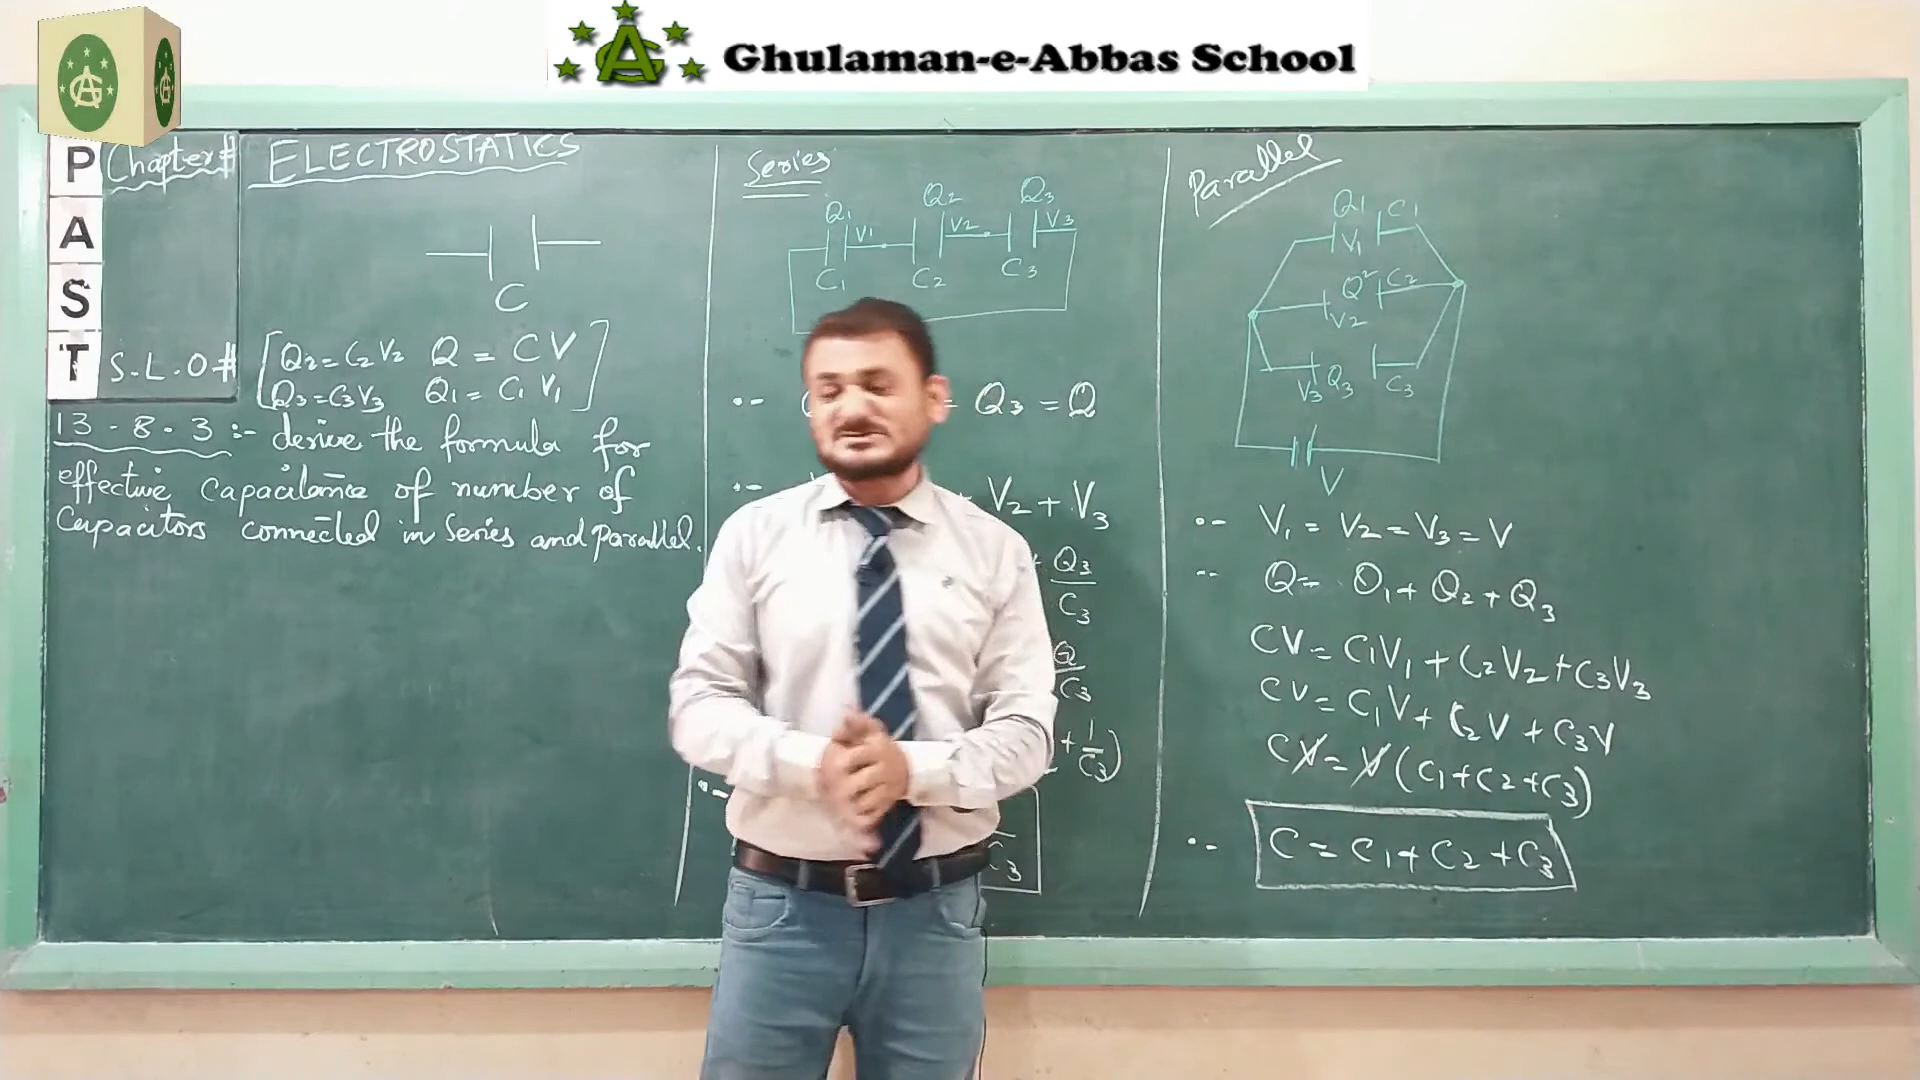 Ghulaman-e-Abbas School
P
A
S
T
Chapter#
S.L.O#
ELECTROSTATICS
C
Q2=C2V2 Q = CV
Q3=C3V3 Q1= C1 V1
13-8-3:- derive the formula for
effective capacitance of number of
Capacitors connected in Series and parallel.
Series
Q1 Q2 Q3
V1 V2 V3
C1 C2 C3
= Q3 = Q
V2 + V3
+ Q3/C3
Q/C3
+ 1/C3)
C3
Parallel
Q1 C1
V1
Q2 C2
V2
V3 Q3 C3
V
V1 = V2 = V3 = V
Q = Q1 + Q2 + Q3
CV = C1V1 + C2V2 + C3V3
CV = C1V + C2V + C3V
CV = V (C1+C2+C3)
C = C1 + C2 + C3